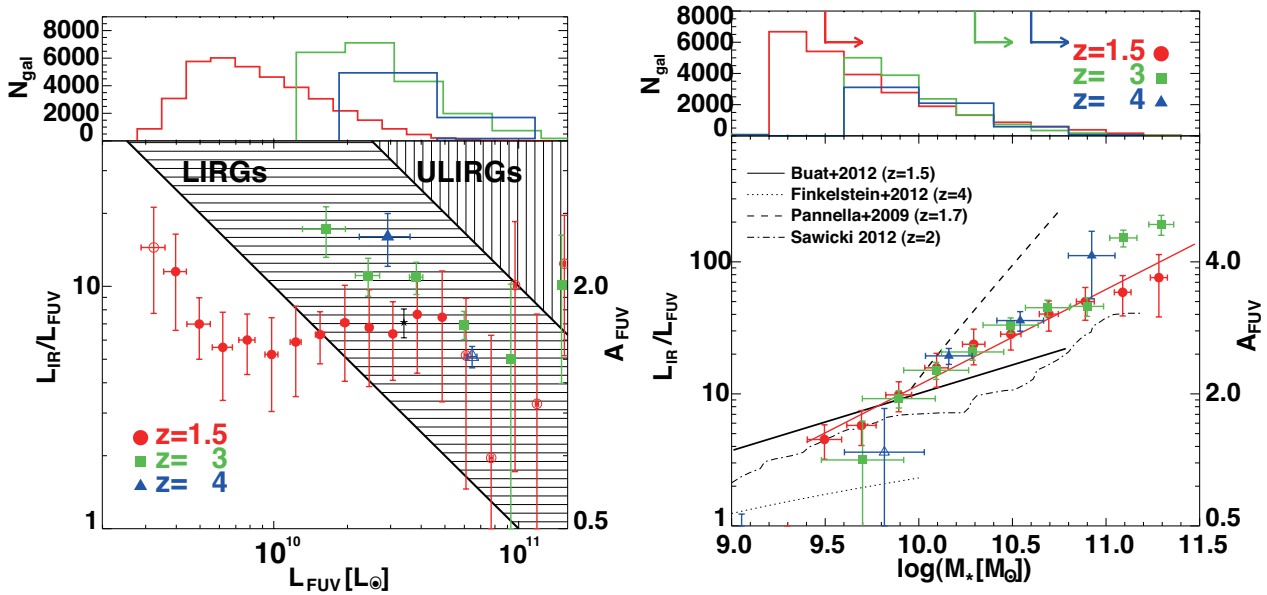 8000
6000
4000
2000
0
N_gal
LIRGs
ULIRGs
10
1
L_IR/L_FUV
2.0
0.5
A_FUV
z=1.5
z= 3
z= 4
10^10
10^11
L_FUV[L_⊙]
8000
6000
4000
2000
0
N_gal
z=1.5
z= 3
z= 4
Buat+2012 (z=1.5)
Finkelstein+2012 (z=4)
Pannella+2009 (z=1.7)
Sawicki 2012 (z=2)
100
10
1
L_IR/L_FUV
4.0
2.0
0.5
A_FUV
9.0 9.5 10.0 10.5 11.0 11.5
log(M_*[M_⊙])